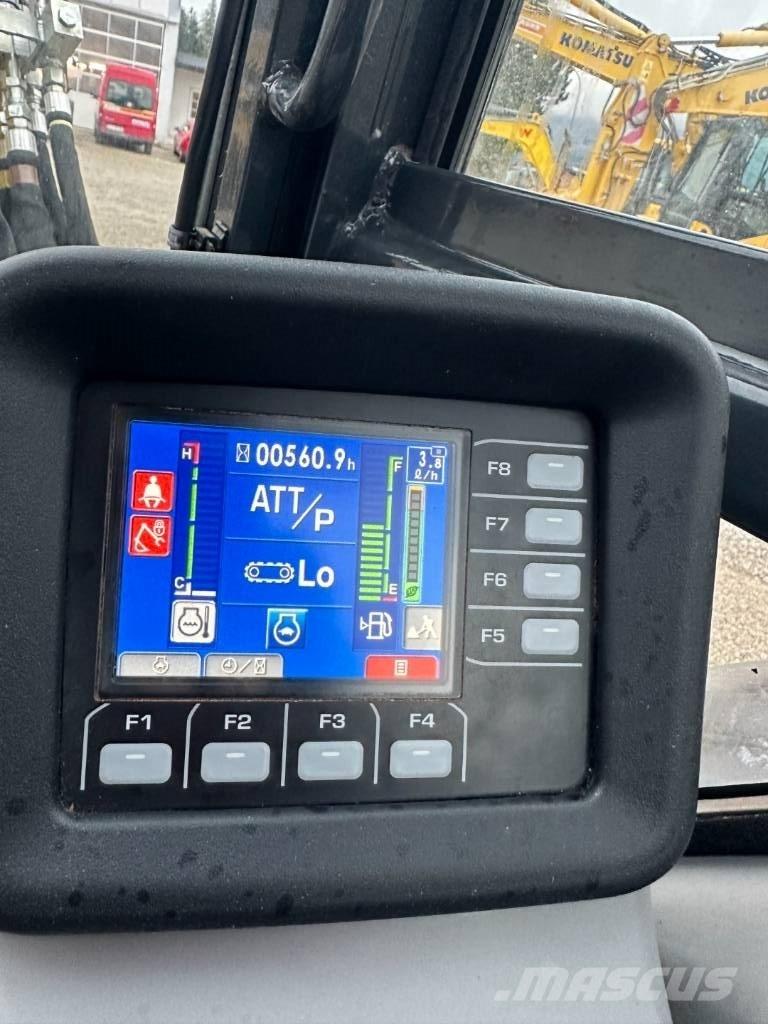 KOMATSU
KO
H
00560.9h
F
3.8
ℓ/h
ATT/P
Lo
C
E
F8
F7
F6
F5
F1
F2
F3
F4
MASCUS